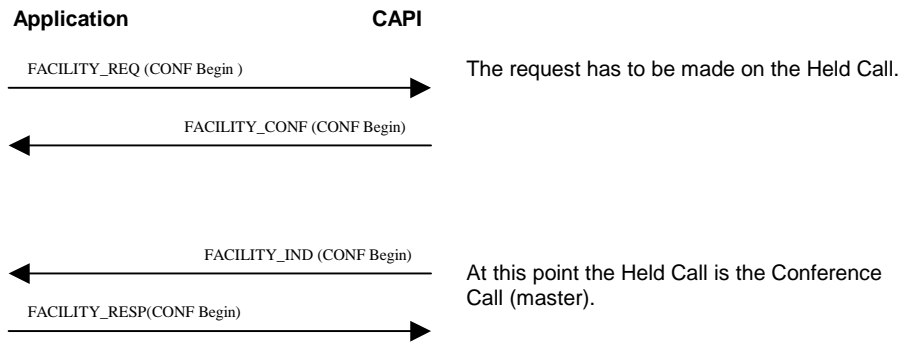 Application CAPI
FACILITY_REQ (CONF Begin )
The request has to be made on the Held Call.
FACILITY_CONF (CONF Begin)
FACILITY_IND (CONF Begin)
At this point the Held Call is the Conference
Call (master).
FACILITY_RESP(CONF Begin)